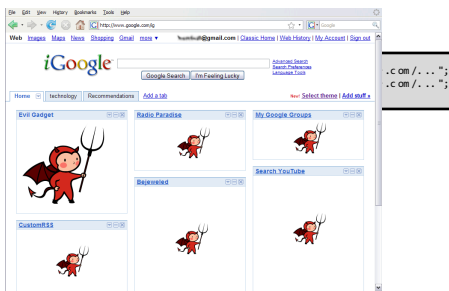 File Edit View History Bookmarks Tools Help
http://www.google.com/ig
Google
Web Images Maps News Shopping Gmail more ▼ @gmail.com | Classic Home | Web History | My Account | Sign out
iGoogle
Advanced Search
Search Preferences
Language Tools
Google Search I'm Feeling Lucky
Home technology Recommendations Add a tab New! Select theme | Add stuff »
Evil Gadget Radio Paradise My Google Groups
Search YouTube
Bejeweled
CustomRSS
.com/...";
.com/...";